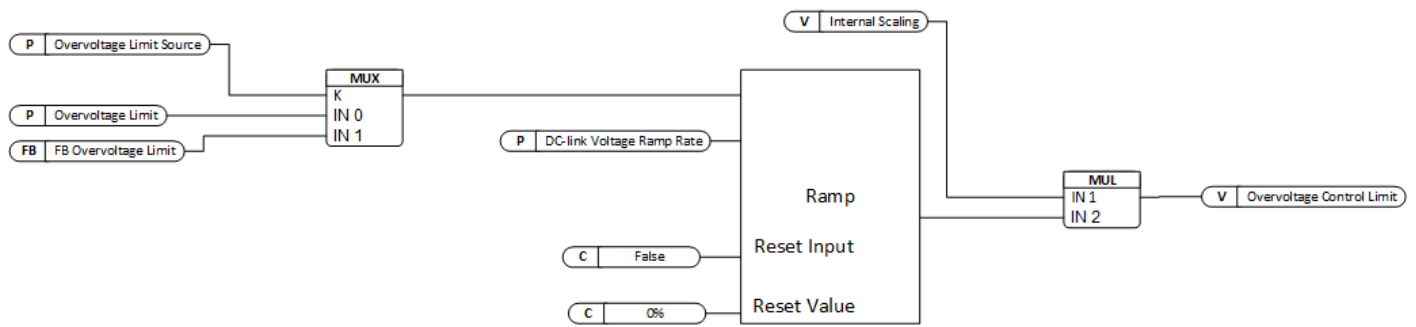 V Internal Scaling
P Overvoltage Limit Source
MUX
K
P Overvoltage Limit
IN 0
IN 1
FB FB Overvoltage Limit
P DC-link Voltage Ramp Rate
Ramp
MUL
IN 1
IN 2
V Overvoltage Control Limit
Reset Input
C False
Reset Value
C 0%